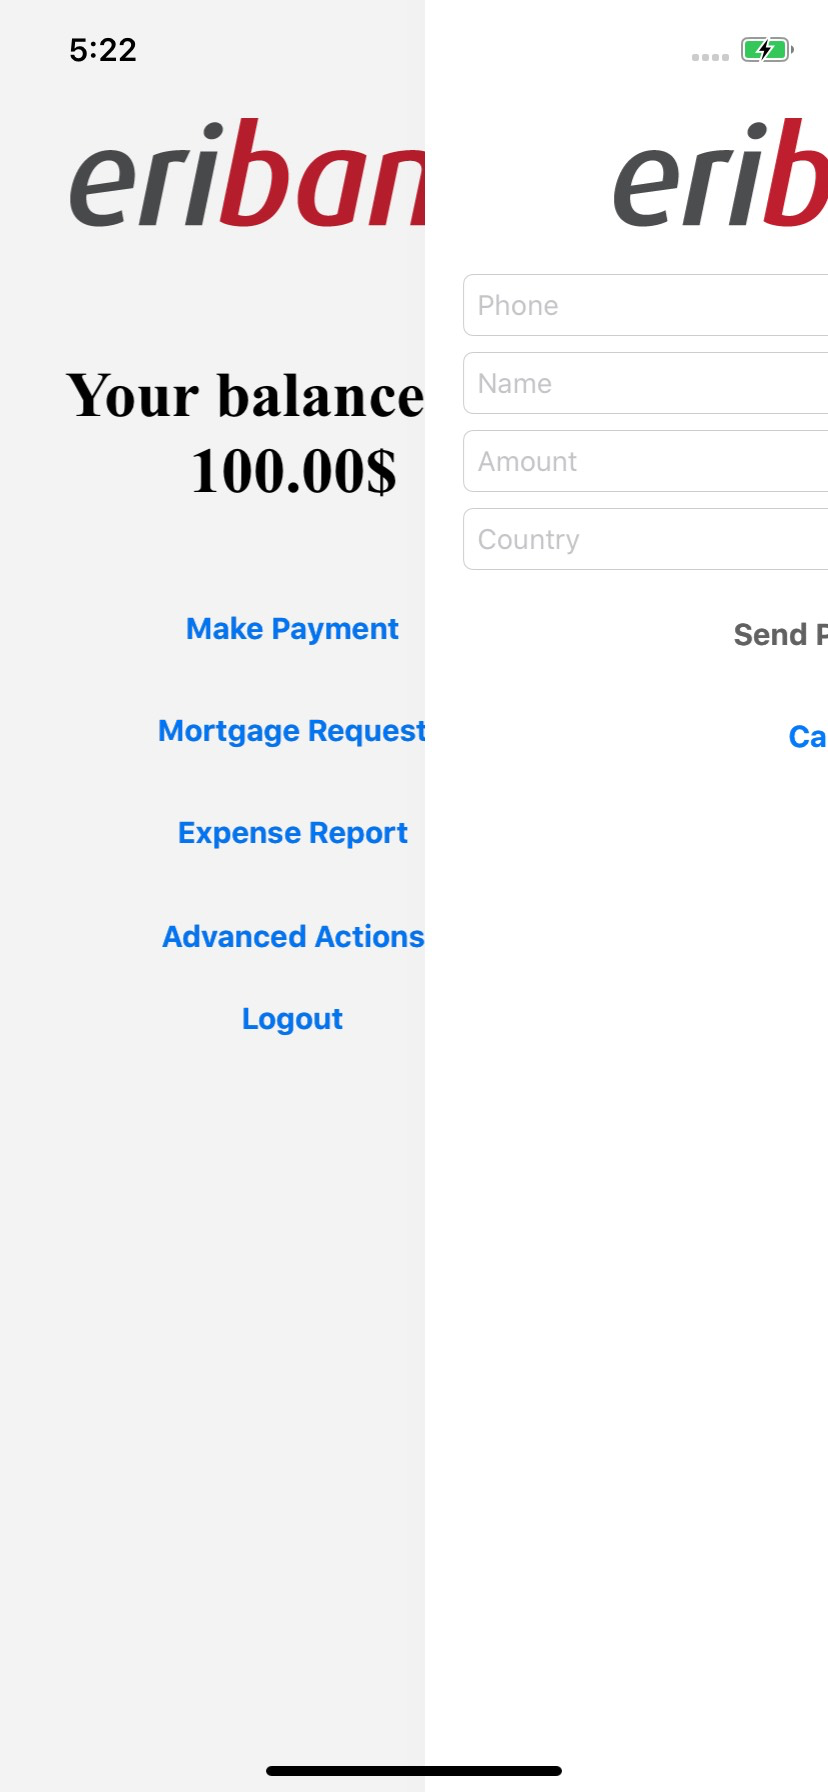 5:22
eriban
Your balance
100.00$
Make Payment
Mortgage Request
Expense Report
Advanced Actions
Logout
erib
Phone
Name
Amount
Country
Send P
Ca